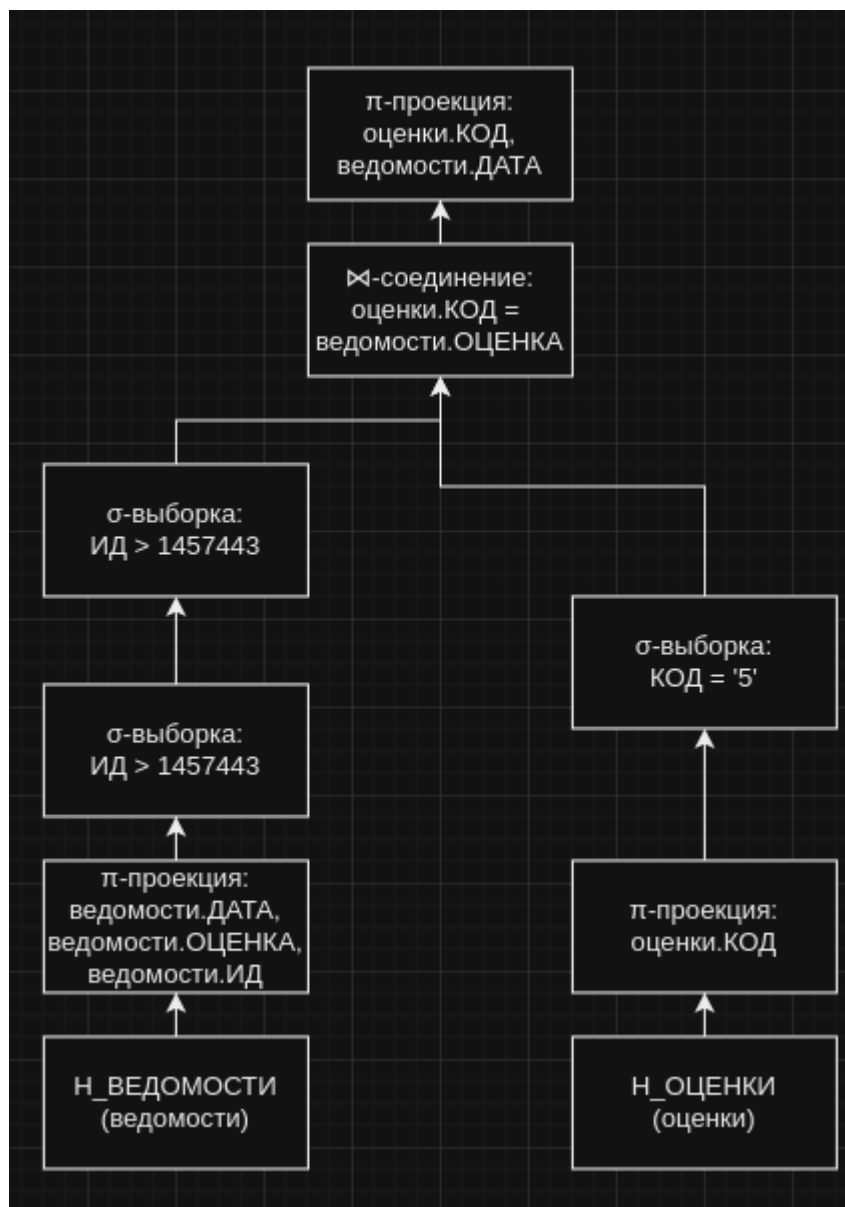 π-проекция:
оценки.КОД,
ведомости.ДАТА
⋈-соединение:
оценки.КОД =
ведомости.ОЦЕНКА
σ-выборка:
ИД > 1457443
σ-выборка:
КОД = '5'
σ-выборка:
ИД > 1457443
π-проекция:
ведомости.ДАТА,
ведомости.ОЦЕНКА,
ведомости.ИД
π-проекция:
оценки.КОД
Н_ВЕДОМОСТИ
(ведомости)
Н_ОЦЕНКИ
(оценки)